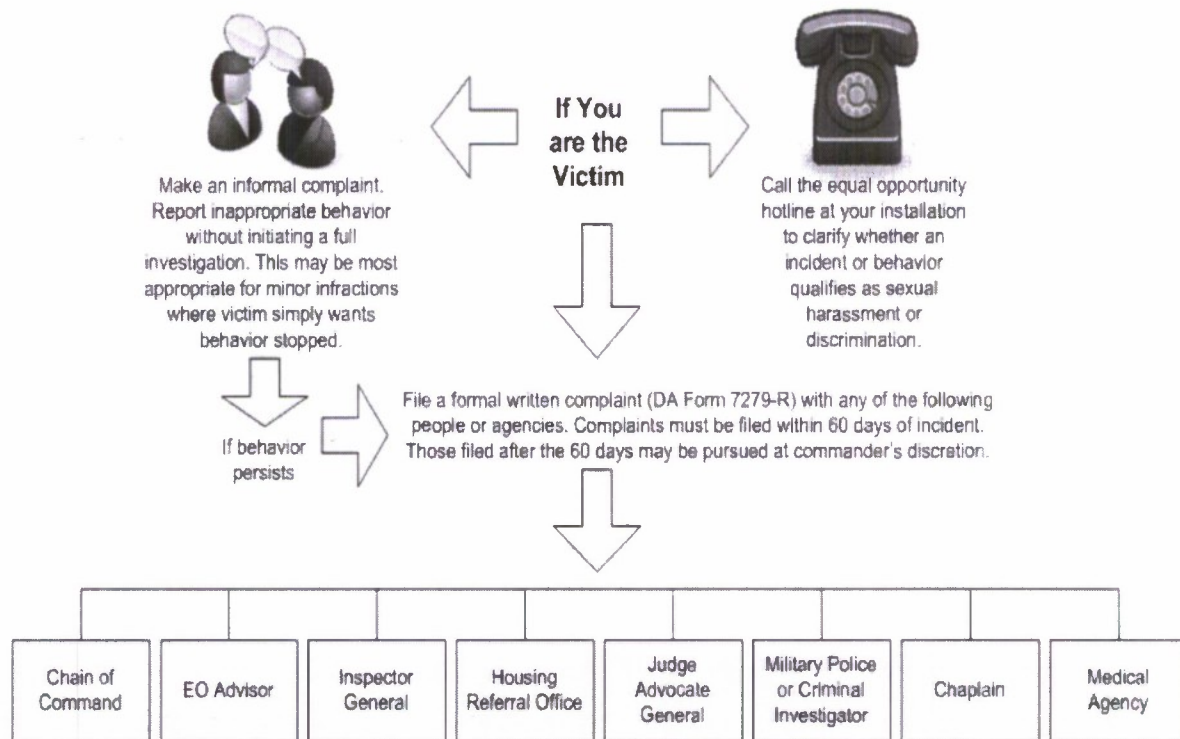 If You
are the
Victim
Make an informal complaint.
Report inappropriate behavior
without initiating a full
investigation. This may be most
appropriate for minor infractions
where victim simply wants
behavior stopped.
Call the equal opportunity
hotline at your installation
to clarify whether an
incident or behavior
qualifies as sexual
harassment or
discrimination.
If behavior
persists
File a formal written complaint (DA Form 7279-R) with any of the following
people or agencies. Complaints must be filed within 60 days of incident.
Those filed after the 60 days may be pursued at commander's discretion.
Chain of
Command
EO Advisor
Inspector
General
Housing
Referral Office
Judge
Advocate
General
Military Police
or Criminal
Investigator
Chaplain
Medical
Agency